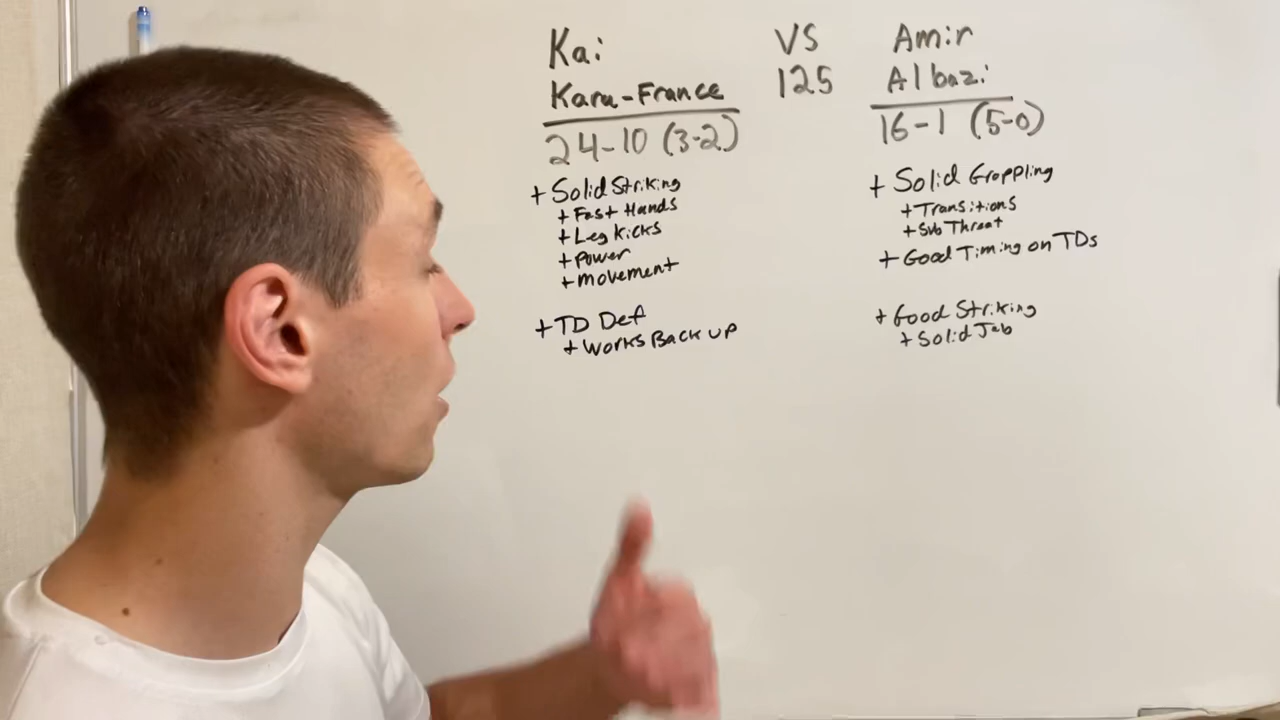 Kai
Kara-France
24-10 (3-2)
+ Solid Striking
+ Fast Hands
+ Leg Kicks
+ Power
+ movement
+ TD Def
+ Works Back up
VS
125
Amir
Albazi
16-1 (5-0)
+ Solid Grappling
+ Transitions
+ Sub Threat
+ Good Timing on TDs
+ Good Striking
+ Solid Jab